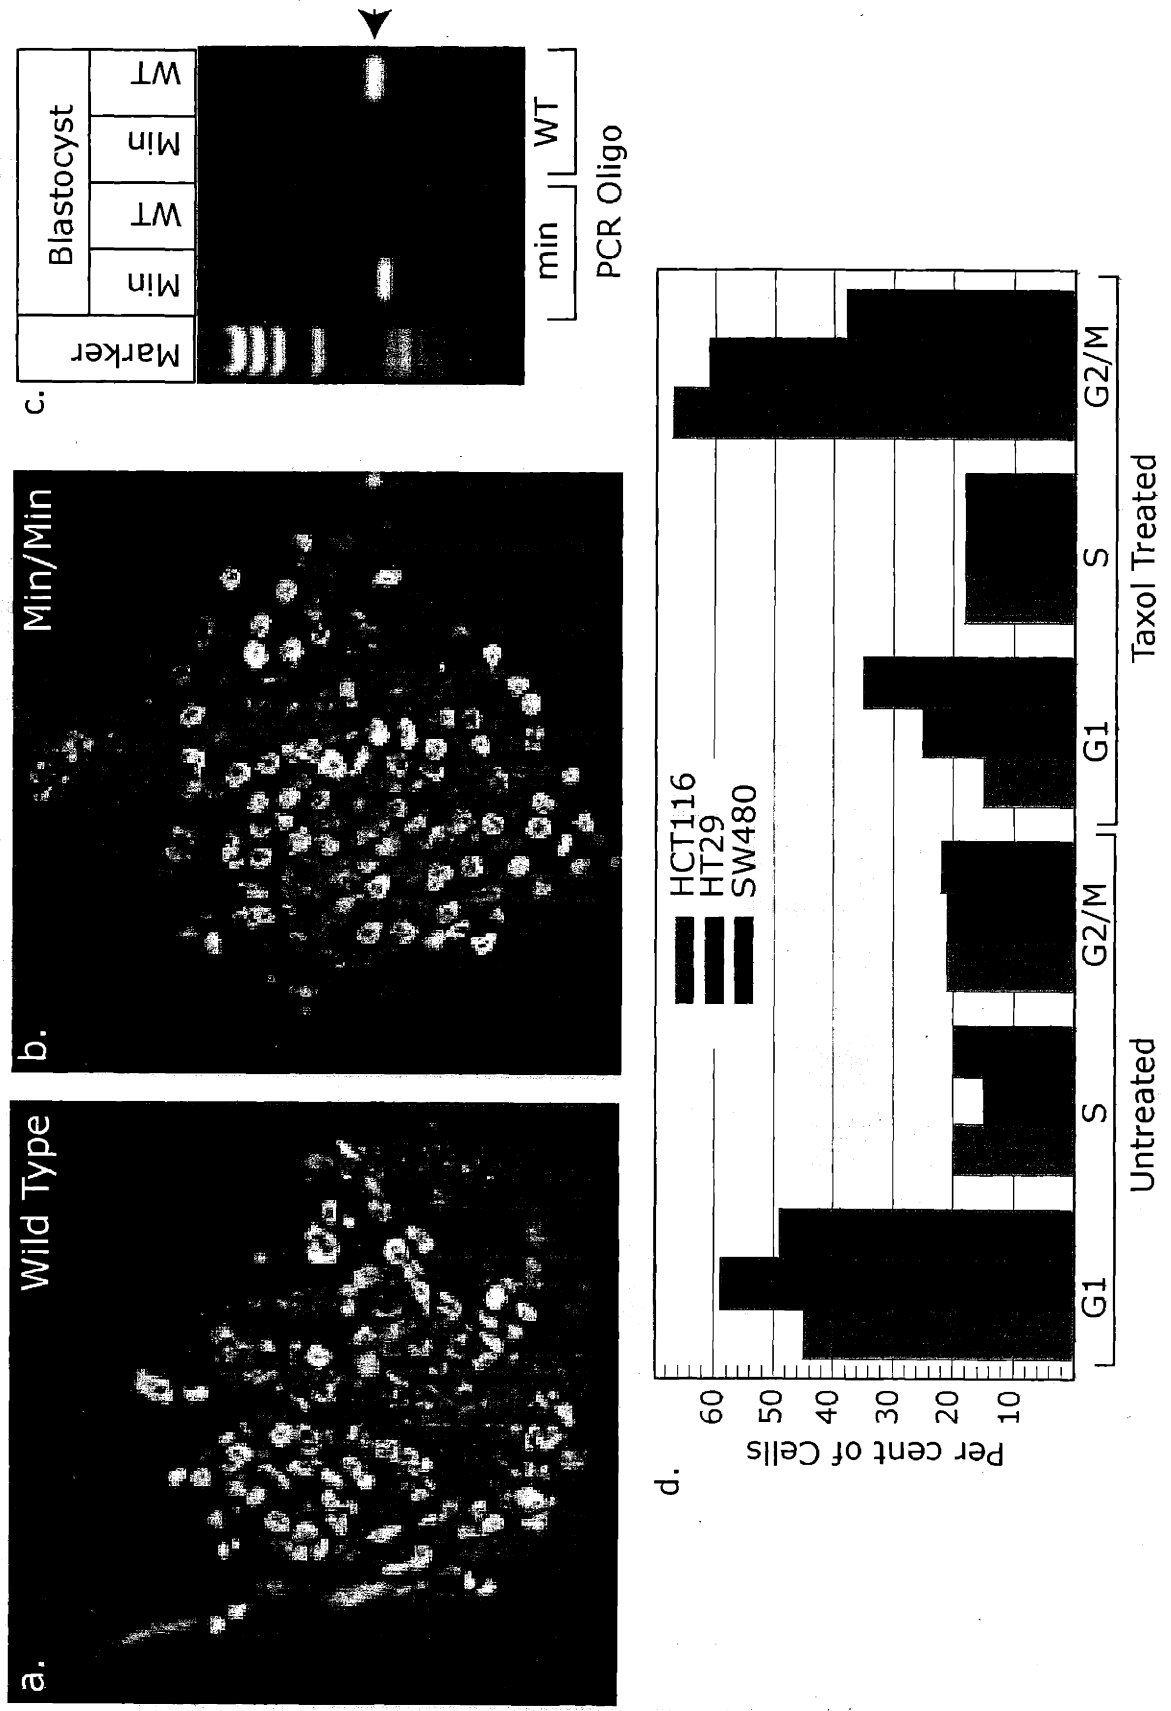 a.
Wild Type
b.
Min/Min
c.
Marker
Blastocyst
Min
WT
Min
WT
min
WT
PCR Oligo
d.
Per cent of Cells
60
50
40
30
20
10
HCT116
HT29
SW480
G1
S
G2/M
G1
S
G2/M
Untreated
Taxol Treated